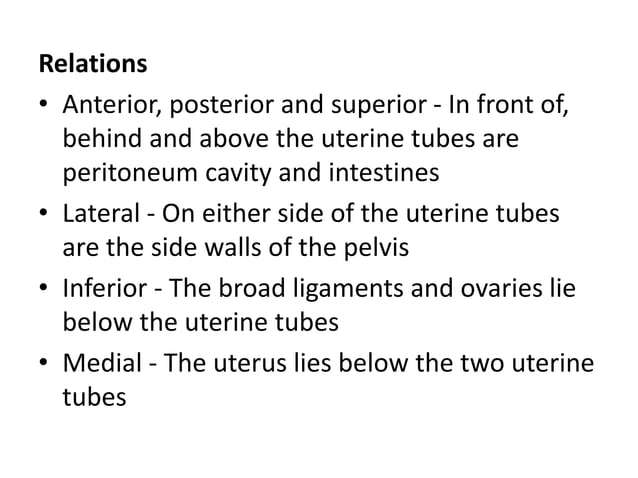 Relations
• Anterior, posterior and superior - In front of,
behind and above the uterine tubes are
peritoneum cavity and intestines
• Lateral - On either side of the uterine tubes
are the side walls of the pelvis
• Inferior - The broad ligaments and ovaries lie
below the uterine tubes
• Medial - The uterus lies below the two uterine
tubes